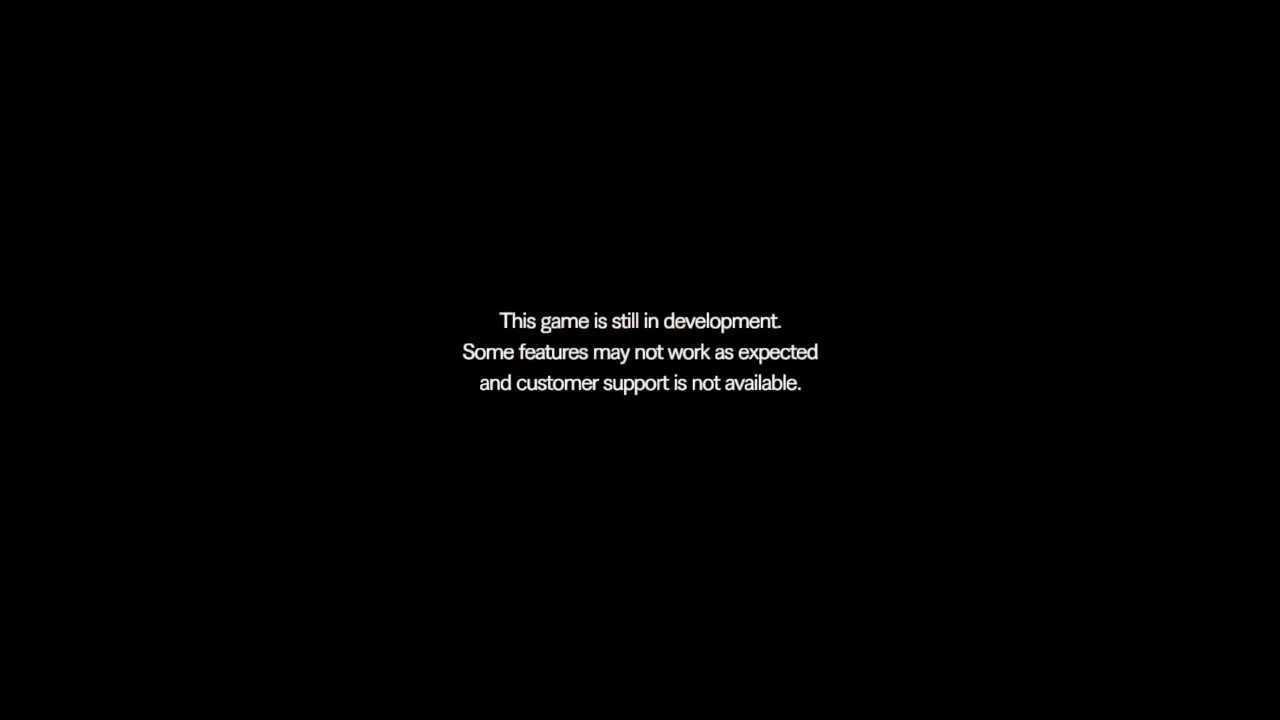 This game is still in development.
Some features may not work as expected
and customer support is not available.